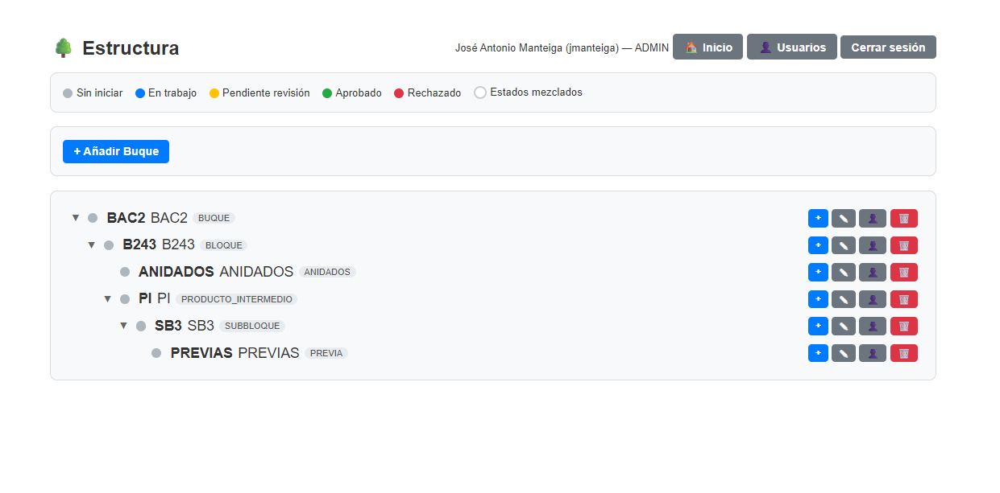 Estructura
José Antonio Manteiga (jmanteiga) — ADMIN Inicio Usuarios Cerrar sesión
Sin iniciar En trabajo Pendiente revisión Aprobado Rechazado Estados mezclados
+ Añadir Buque
▼ BAC2 BAC2 BUQUE +
▼ B243 B243 BLOQUE +
ANIDADOS ANIDADOS ANIDADOS +
▼ PI PI PRODUCTO_INTERMEDIO +
▼ SB3 SB3 SUBBLOQUE +
PREVIAS PREVIAS PREVIA +